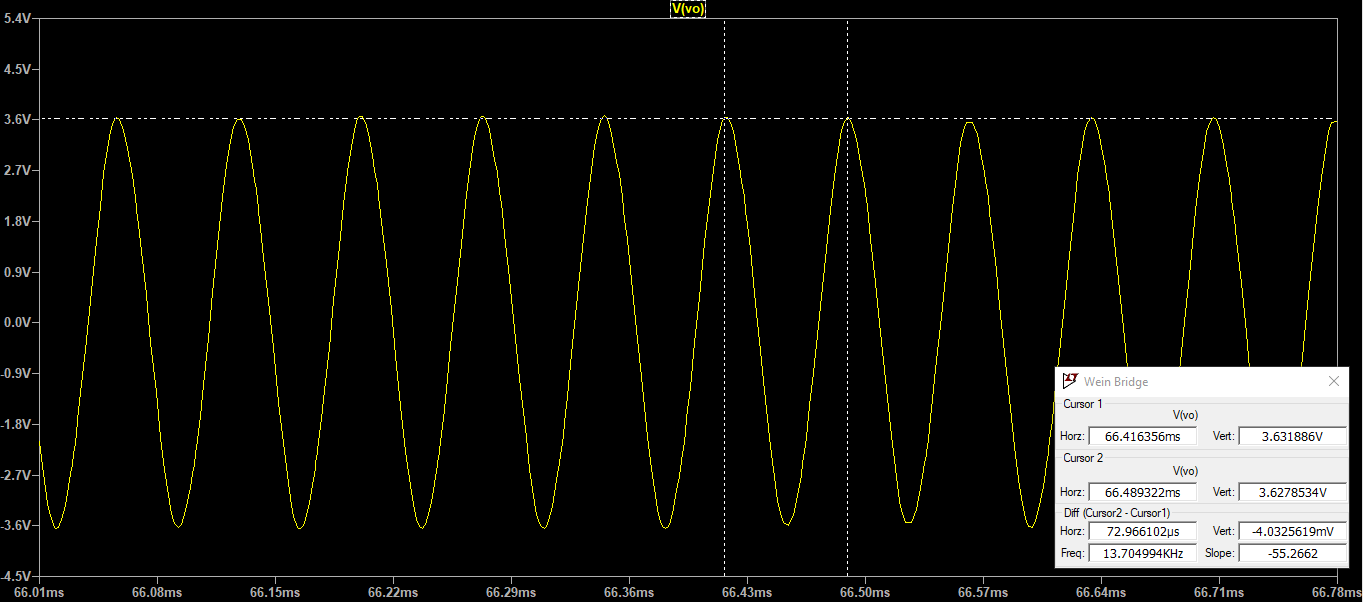 V(vo)
5.4V
4.5V
3.6V
2.7V
1.8V
0.9V
0.0V
-0.9V
-1.8V
-2.7V
-3.6V
-4.5V
66.01ms 66.08ms 66.15ms 66.22ms 66.29ms 66.36ms 66.43ms 66.50ms 66.57ms 66.64ms 66.71ms 66.78ms
Wein Bridge
Cursor 1
V(vo)
Horz: 66.416356ms Vert: 3.631886V
Cursor 2
V(vo)
Horz: 66.489322ms Vert: 3.6278534V
Diff (Cursor2 - Cursor1)
Horz: 72.966102µs Vert: -4.0325619mV
Freq: 13.704994KHz Slope: -55.2662